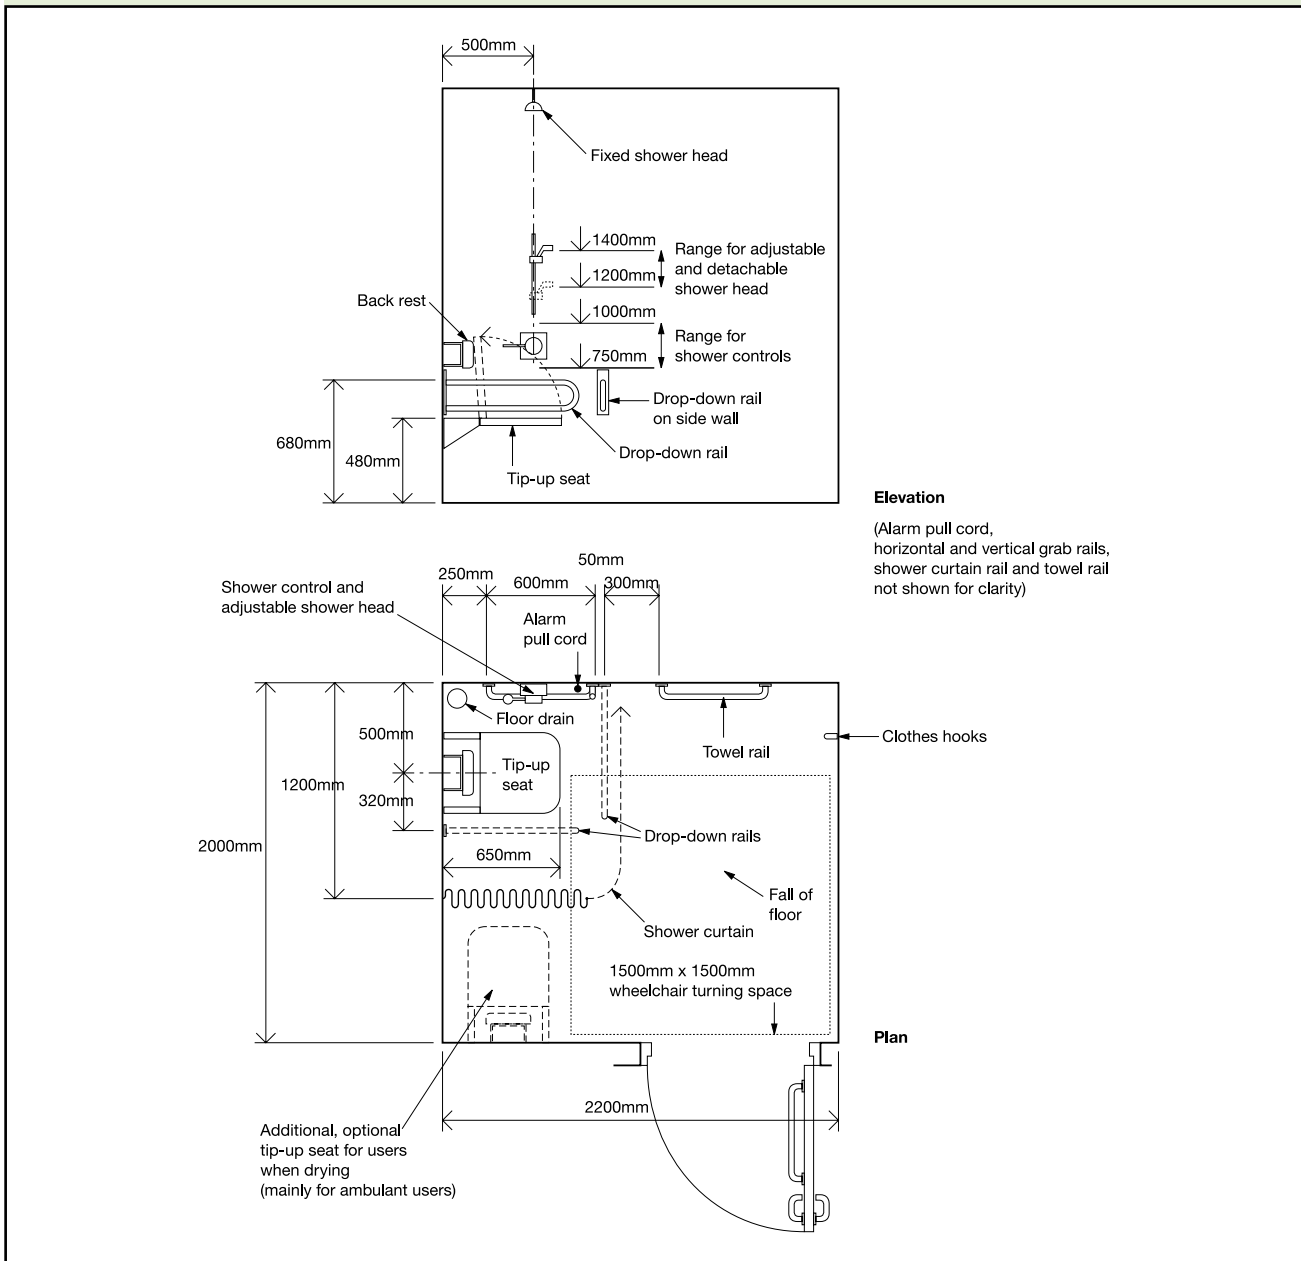 500mm
Fixed shower head
1400mm
Range for adjustable
and detachable
shower head
1200mm
Back rest
1000mm
Range for
shower controls
750mm
Drop-down rail
on side wall
680mm
480mm
Drop-down rail
Tip-up seat
Elevation
(Alarm pull cord,
horizontal and vertical grab rails,
shower curtain rail and towel rail
not shown for clarity)
50mm
250mm
600mm
300mm
Shower control and
adjustable shower head
Alarm
pull cord
Floor drain
500mm
Towel rail
Clothes hooks
Tip-up
seat
1200mm
320mm
Drop-down rails
2000mm
650mm
Fall of
floor
Shower curtain
1500mm x 1500mm
wheelchair turning space
Plan
2200mm
Additional, optional
tip-up seat for users
when drying
(mainly for ambulant users)